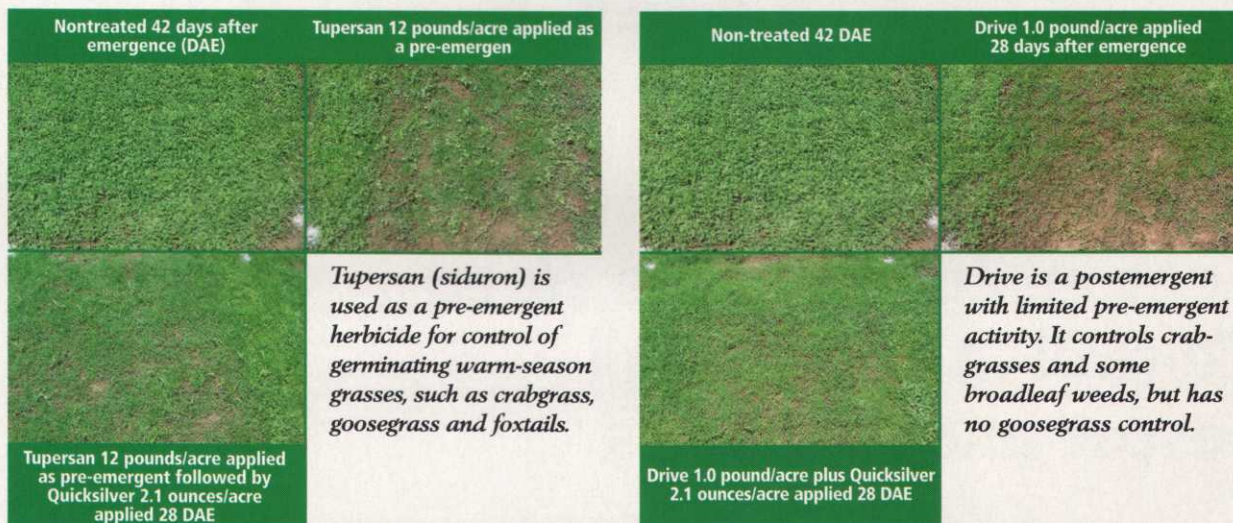 Nontreated 42 days after
emergence (DAE)
Tupersan 12 pounds/acre applied as
a pre-emergen
Tupersan (siduron) is
used as a pre-emergent
herbicide for control of
germinating warm-season
grasses, such as crabgrass,
goosegrass and foxtails.
Tupersan 12 pounds/acre applied
as pre-emergent followed by
Quicksilver 2.1 ounces/acre
applied 28 DAE
Non-treated 42 DAE
Drive 1.0 pound/acre applied
28 days after emergence
Drive is a postemergent
with limited pre-emergent
activity. It controls crab-
grasses and some
broadleaf weeds, but has
no goosegrass control.
Drive 1.0 pound/acre plus Quicksilver
2.1 ounces/acre applied 28 DAE